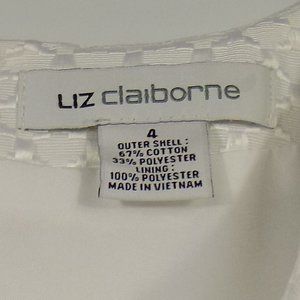 LIZ claiborne
4
OUTER SHELL:
67% COTTON
33% POLYESTER
LINING:
100% POLYESTER
MADE IN VIETNAM